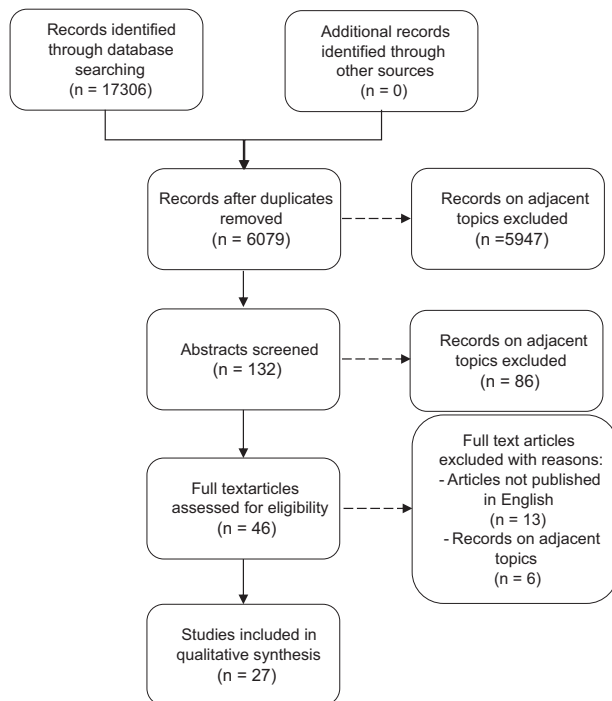 Records identified
through database
searching
(n = 17306)
Additional records
identified through
other sources
(n = 0)
Records after duplicates
removed
(n = 6079)
Records on adjacent
topics excluded
(n =5947)
Abstracts screened
(n = 132)
Records on adjacent
topics excluded
(n = 86)
Full textarticles
assessed for eligibility
(n = 46)
Full text articles
excluded with reasons:
- Articles not published
in English
(n = 13)
- Records on adjacent
topics
(n = 6)
Studies included in
qualitative synthesis
(n = 27)